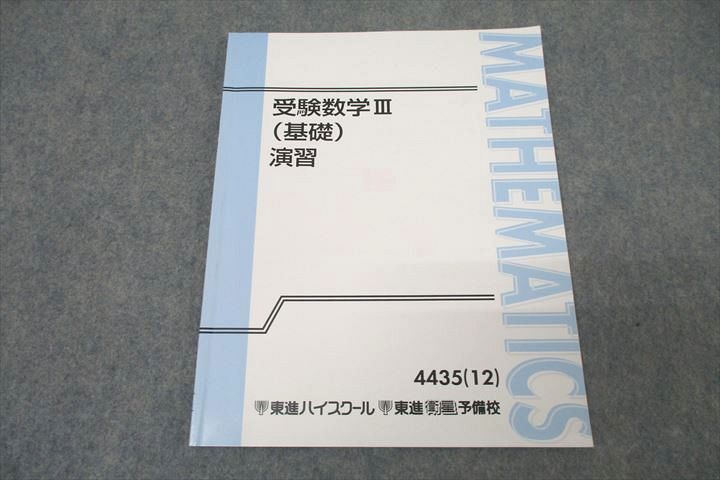 受験数学Ⅲ
(基礎)
演習
MATHEMATICS
4435(12)
東進ハイスクール 東進衛星予備校